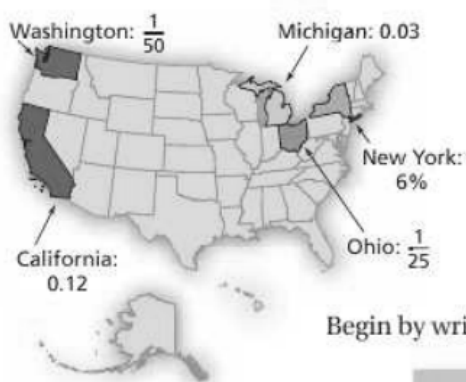 Washington: 1/50
Michigan: 0.03
New York:
6%
Ohio: 1/25
California:
0.12
Begin by wri